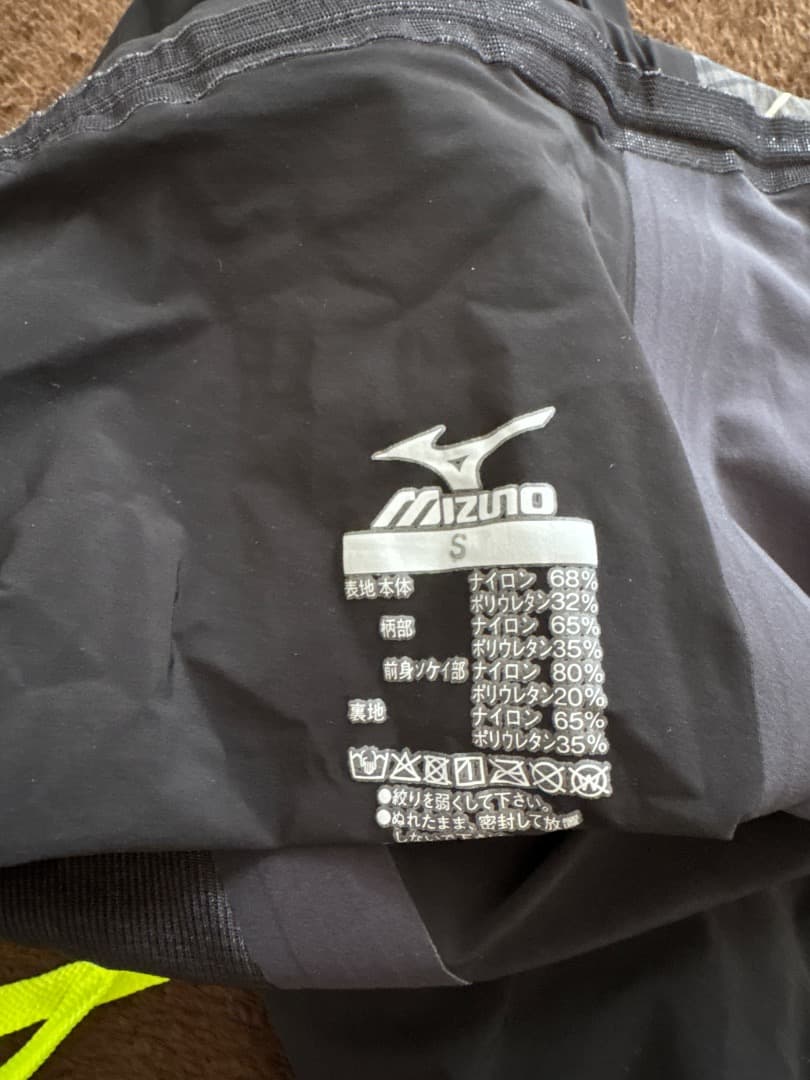 MIZUNO
S
表地 本体 ナイロン 68%
ポリウレタン32%
柄部 ナイロン 65%
ポリウレタン35%
前身ソケイ部 ナイロン 80%
ポリウレタン20%
裏地 ナイロン 65%
ポリウレタン35%
●絞りを弱くして下さい。
●ぬれたまま、密封して放置
しない